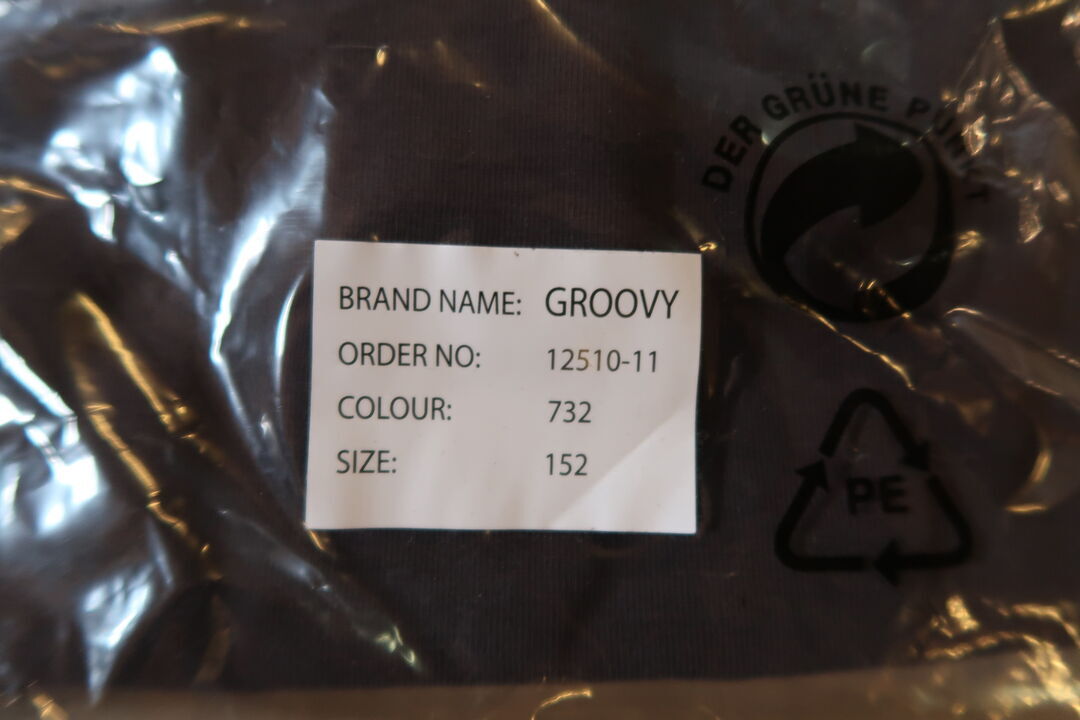 DER GRÜNE PUNKT
BRAND NAME: GROOVY
ORDER NO: 12510-11
COLOUR: 732
SIZE: 152
PE